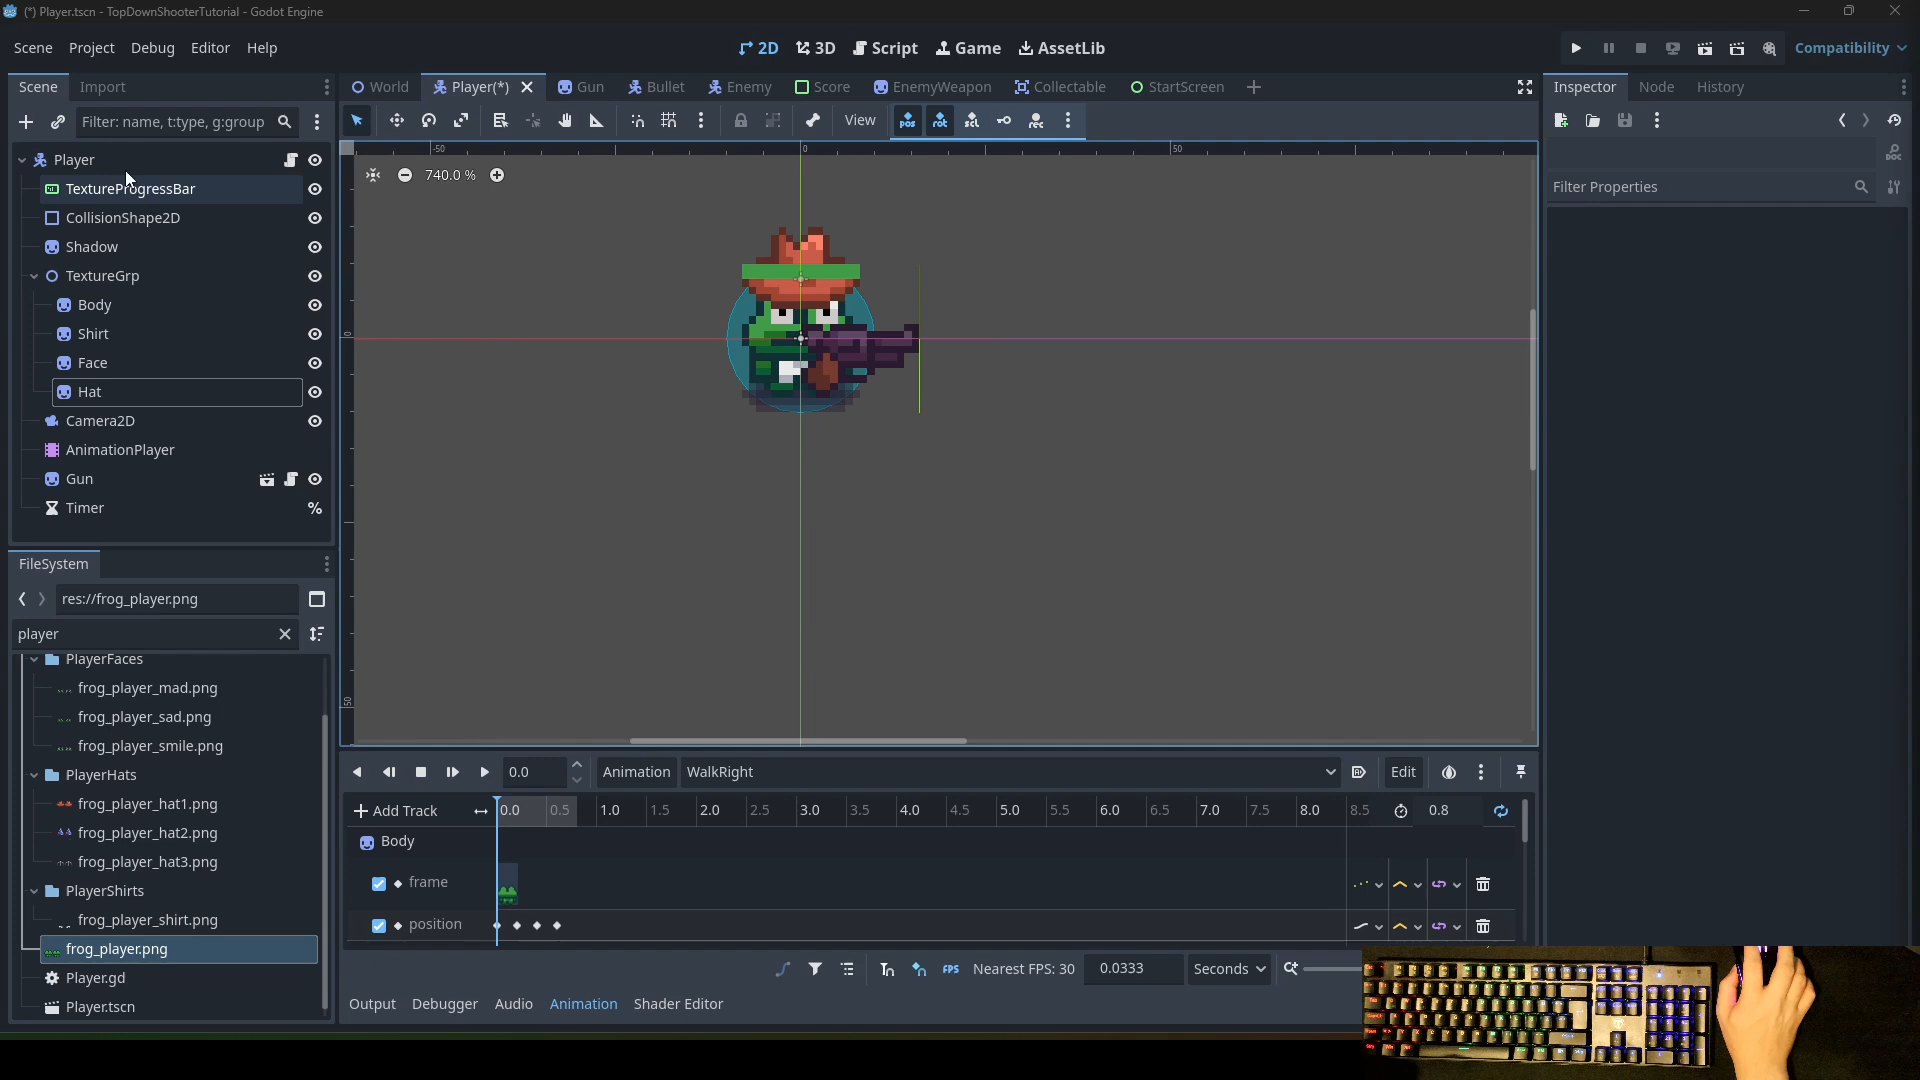 (*) Player.tscn - TopDownShooterTutorial - Godot Engine
Scene Project Debug Editor Help
2D 3D Script Game AssetLib
Compatibility
Scene Import
World Player(*) Gun Bullet Enemy Score EnemyWeapon Collectable StartScreen
Inspector Node History
Filter: name, t:type, g:group
View
Filter Properties
740.0 %
-50
0
50
0
50
Player
TextureProgressBar
CollisionShape2D
Shadow
TextureGrp
Body
Shirt
Face
Hat
Camera2D
AnimationPlayer
Gun
Timer
%
FileSystem
res://frog_player.png
player
PlayerFaces
frog_player_mad.png
frog_player_sad.png
frog_player_smile.png
PlayerHats
frog_player_hat1.png
frog_player_hat2.png
frog_player_hat3.png
PlayerShirts
frog_player_shirt.png
frog_player.png
Player.gd
Player.tscn
0.0 Animation WalkRight Edit
Add Track 0.0 0.5 1.0 1.5 2.0 2.5 3.0 3.5 4.0 4.5 5.0 5.5 6.0 6.5 7.0 7.5 8.0 8.5 0.8
Body
frame
position
FPS Nearest FPS: 30 0.0333 Seconds
Output Debugger Audio Animation Shader Editor